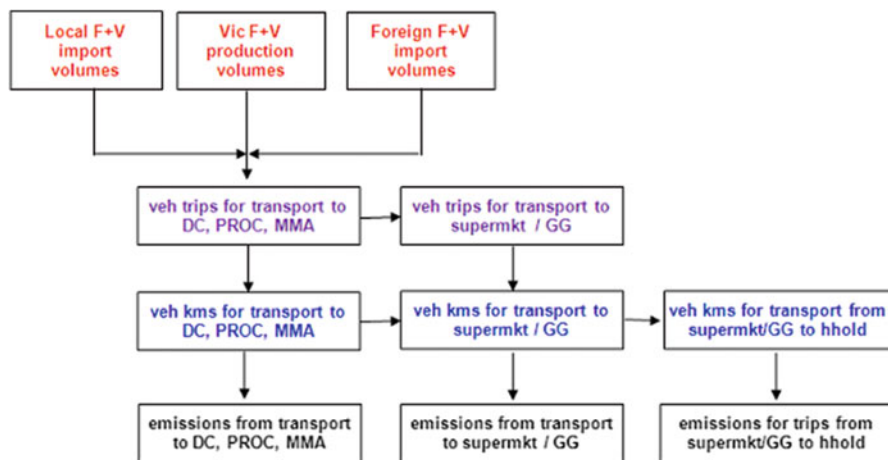 Local F+V
import
volumes
Vic F+V
production
volumes
Foreign F+V
import
volumes
veh trips for transport to
DC, PROC, MMA
veh trips for transport to
supermkt / GG
veh kms for transport to
DC, PROC, MMA
veh kms for transport to
supermkt / GG
veh kms for transport from
supermkt/GG to hhold
emissions from transport
to DC, PROC, MMA
emissions from transport
to supermkt / GG
emissions for trips from
supermkt/GG to hhold